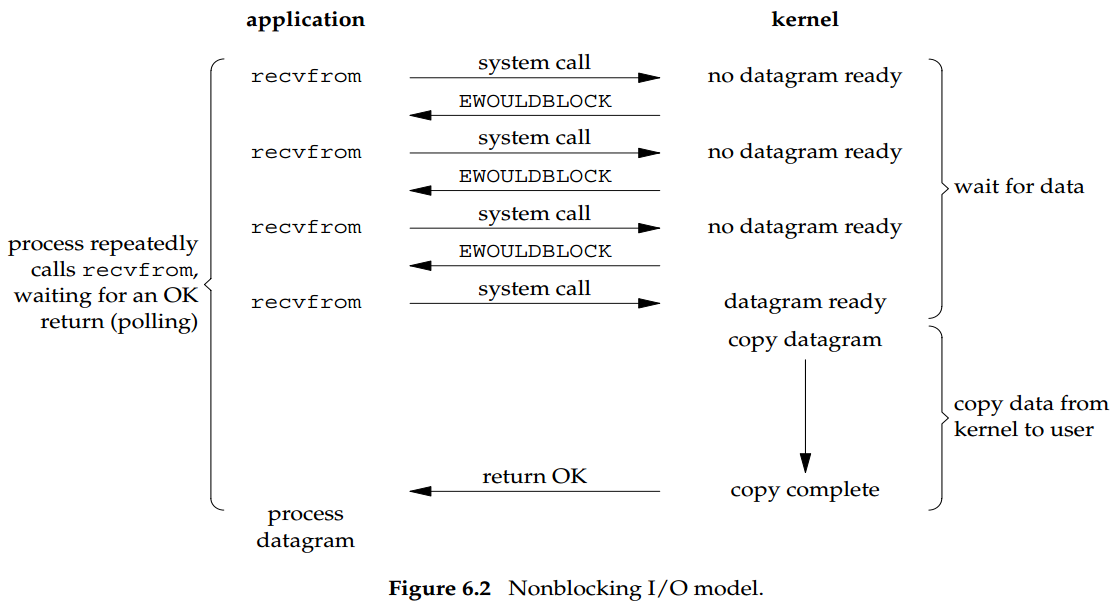 application kernel
recvfrom system call no datagram ready
EWOULDBLOCK
recvfrom system call no datagram ready
EWOULDBLOCK
recvfrom system call no datagram ready
EWOULDBLOCK
recvfrom system call datagram ready
wait for data
process repeatedly
calls recvfrom,
waiting for an OK
return (polling)
copy datagram
copy data from
kernel to user
return OK copy complete
process
datagram
Figure 6.2 Nonblocking I/O model.